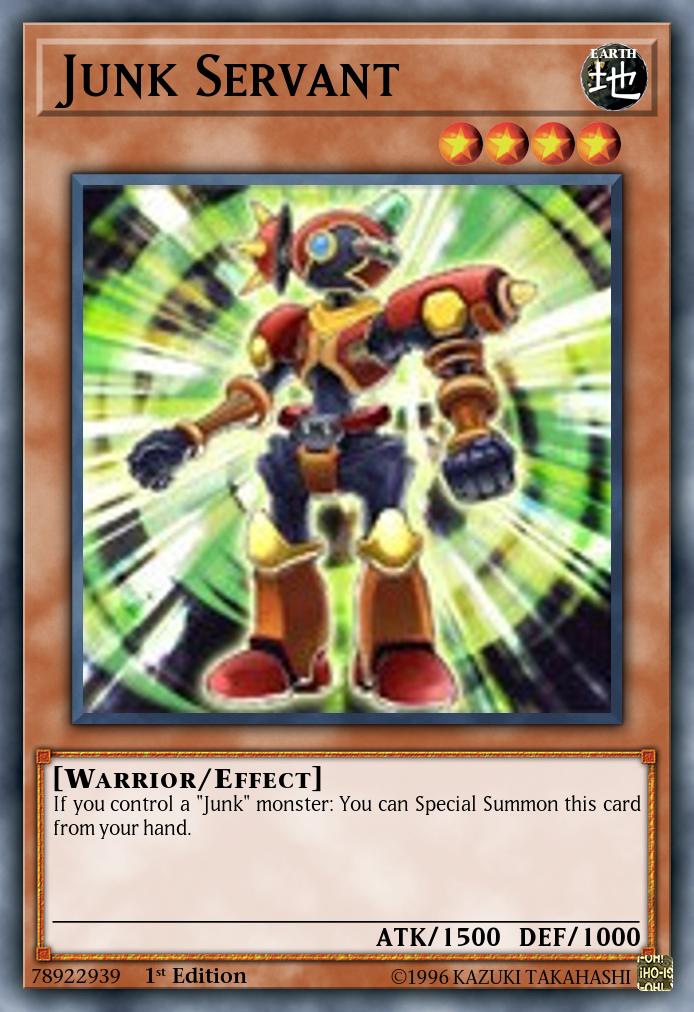 Junk Servant
EARTH
地
[Warrior/Effect]
If you control a "Junk" monster: You can Special Summon this card
from your hand.
ATK/1500 DEF/1000
78922939 1st Edition ©1996 KAZUKI TAKAHASHI